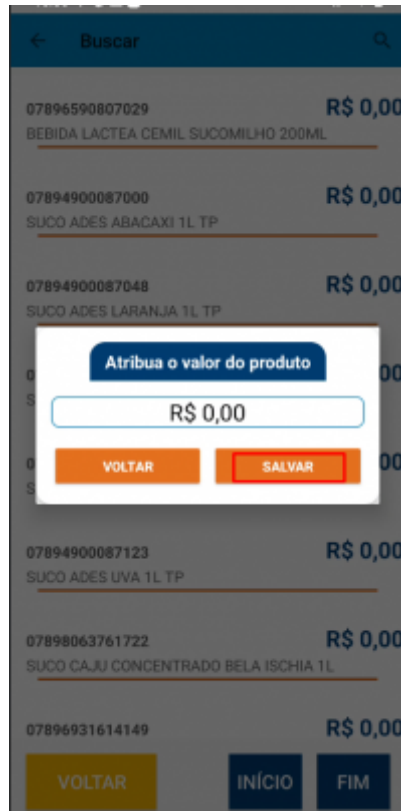 Buscar
07896590807029 R$ 0,00
BEBIDA LACTEA CEMIL SUCOMILHO 200ML
07894900087000 R$ 0,00
SUCO ADES ABACAXI 1L TP
07894900087048 R$ 0,00
SUCO ADES LARANJA 1L TP
Atribua o valor do produto
R$ 0,00
VOLTAR SALVAR
07894900087123 R$ 0,00
SUCO ADES UVA 1L TP
07898063761722 R$ 0,00
SUCO CAJU CONCENTRADO BELA ISCHIA 1L
07896931614149 R$ 0,00
VOLTAR INÍCIO FIM